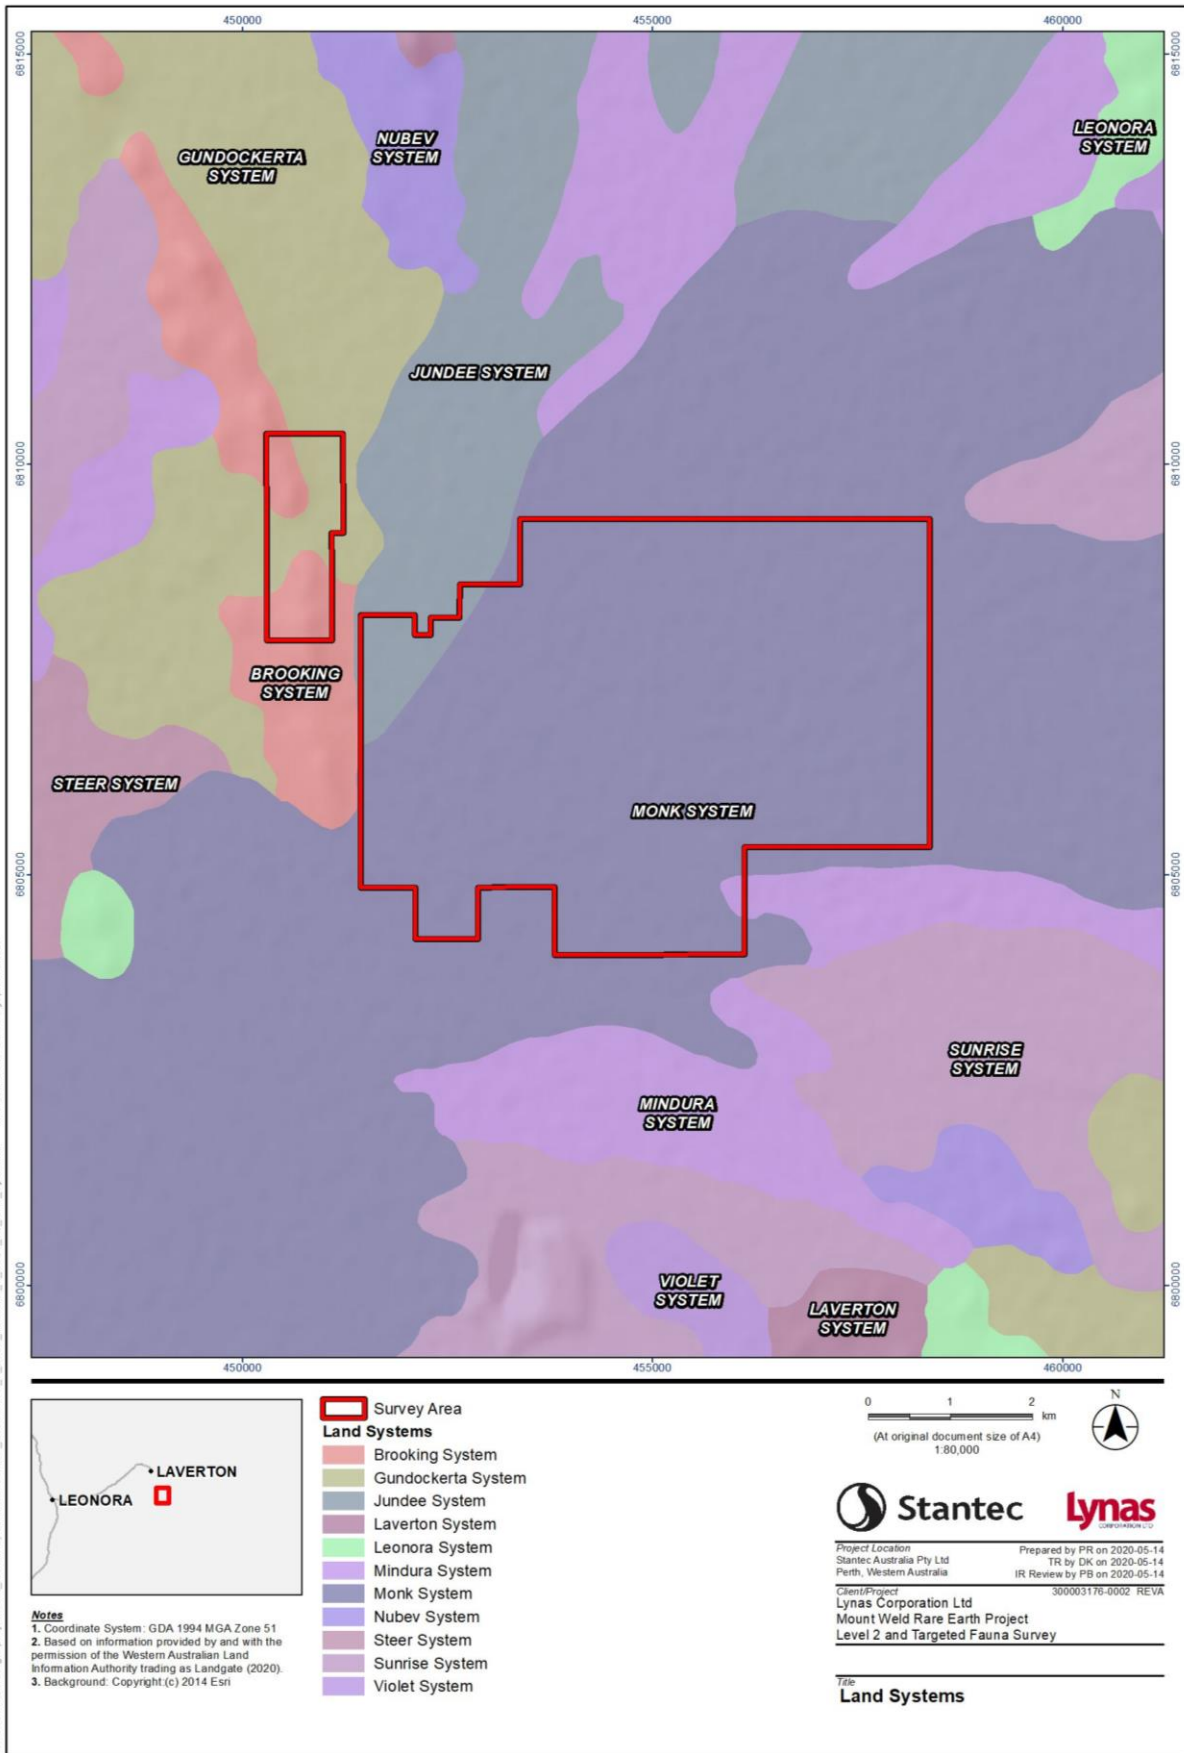 450000
455000
460000
6815000
6815000
LEONORA
SYSTEM
NUBEV
SYSTEM
GUNDOCKERTA
SYSTEM
JUNDEE SYSTEM
6810000
6810000
BROOKING
SYSTEM
STEER SYSTEM
MONK SYSTEM
6805000
6805000
SUNRISE
SYSTEM
MINDURA
SYSTEM
6800000
6800000
VIOLET
SYSTEM
LAVERTON
SYSTEM
450000
455000
460000
LAVERTON
LEONORA
Notes
1. Coordinate System: GDA 1994 MGA Zone 51
2. Based on information provided by and with the
permission of the Western Australian Land
Information Authority trading as Landgate (2020).
3. Background: Copyright:(c) 2014 Esri
Survey Area
Land Systems
Brooking System
Gundockerta System
Jundee System
Laverton System
Leonora System
Mindura System
Monk System
Nubev System
Steer System
Sunrise System
Violet System
0 1 2
km
(At original document size of A4)
1:80,000
N
Stantec
Lynas
CORPORATION LTD
Project Location
Stantec Australia Pty Ltd
Perth, Western Australia
Prepared by PR on 2020-05-14
TR by DK on 2020-05-14
IR Review by PB on 2020-05-14
Client/Project
300003176-0002 REVA
Lynas Corporation Ltd
Mount Weld Rare Earth Project
Level 2 and Targeted Fauna Survey
Title
Land Systems